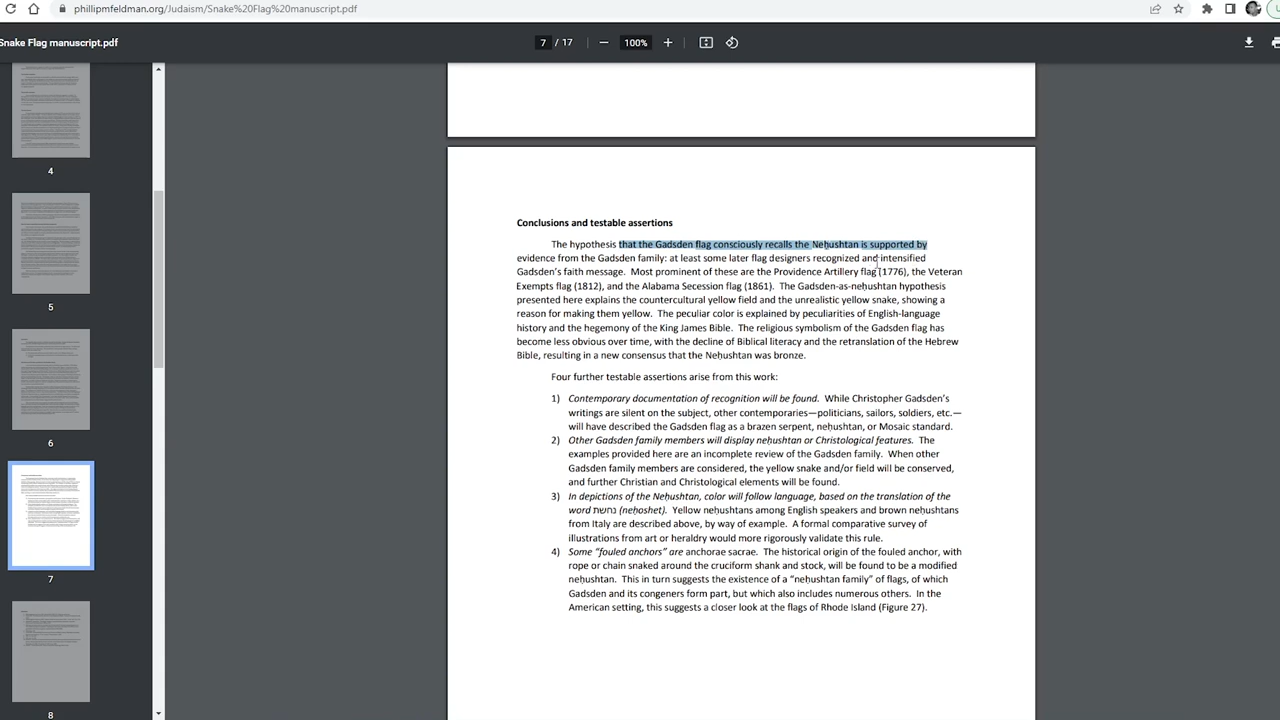 phillipmfeldman.org/Judaism/Snake%20Flag%20manuscript.pdf
Snake Flag manuscript.pdf
7 / 17
100%
4
5
6
7
8
Conclusions and testable assertions
The hypothesis that the Gadsden flag consciously recalls the Neḥushtan is supported by
evidence from the Gadsden family: at least some later flag designers recognized and intensified
Gadsden's faith message. Most prominent of these are the Providence Artillery flag (1776), the Veteran
Exempts flag (1812), and the Alabama Secession flag (1861). The Gadsden-as-neḥushtan hypothesis
presented here explains the countercultural yellow field and the unrealistic yellow snake, showing a
reason for making them yellow. The peculiar color is explained by peculiarities of English-language
history and the hegemony of the King James Bible. The religious symbolism of the Gadsden flag has
become less obvious over time, with the decline of Biblical literacy and the retranslation of the Hebrew
Bible, resulting in a new consensus that the Neḥushtan was bronze.
Four further testable assertions arise from this work:
1) Contemporary documentation of recognition will be found. While Christopher Gadsden's
writings are silent on the subject, other contemporaries—politicians, sailors, soldiers, etc.—
will have described the Gadsden flag as a brazen serpent, neḥushtan, or Mosaic standard.
2) Other Gadsden family members will display neḥushtan or Christological features. The
examples provided here are an incomplete review of the Gadsden family. When other
Gadsden family members are considered, the yellow snake and/or field will be conserved,
and further Christian and Christological elements will be found.
3) In depictions of the Neḥushtan, color will follow language, based on the translation of the
word נחשת (neḥoshet). Yellow neḥushtans among English speakers and brown neḥushtans
from Italy are described above, by way of example. A formal comparative survey of
illustrations from art or heraldry would more rigorously validate this rule.
4) Some "fouled anchors" are anchorae sacrae. The historical origin of the fouled anchor, with
rope or chain snaked around the cruciform shank and stock, will be found to be a modified
neḥushtan. This in turn suggests the existence of a "neḥushtan family" of flags, of which
Gadsden and its congeners form part, but which also includes numerous others. In the
American setting, this suggests a closer look at the flags of Rhode Island (Figure 27).